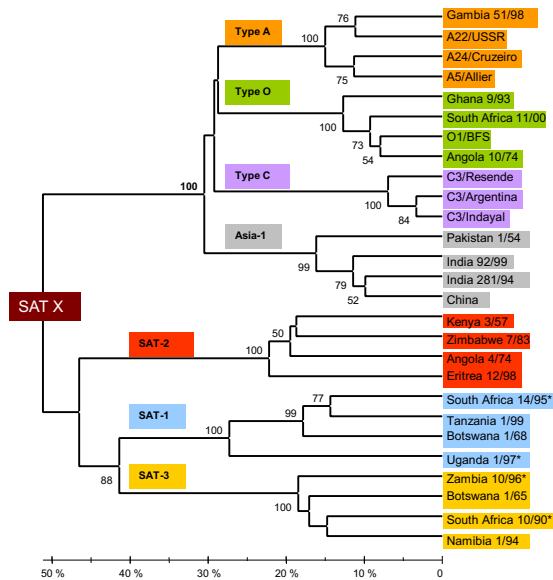 Gambia 51/98
76
Type A
A22/USSR
100
A24/Cruzeiro
75
A5/Allier
Type O
Ghana 9/93
South Africa 11/00
100
O1/BFS
73
54
Angola 10/74
Type C
C3/Resende
C3/Argentina
100
84
C3/Indayal
100
Asia-1
Pakistan 1/54
India 92/99
99
India 281/94
79
52
China
SAT X
Kenya 3/57
50
SAT-2
Zimbabwe 7/83
100
Angola 4/74
Eritrea 12/98
South Africa 14/95*
77
SAT-1
99
Tanzania 1/99
100
Botswana 1/68
Uganda 1/97*
88
SAT-3
Zambia 10/96*
Botswana 1/65
100
South Africa 10/90*
Namibia 1/94
50 % 40 % 30 % 20 % 10 % 0